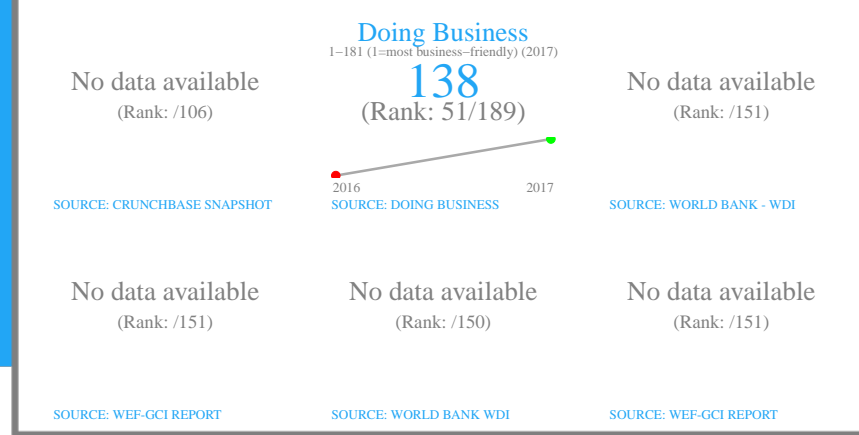 Doing Business
1−181 (1=most business−friendly) (2017)
No data available
(Rank: /106)
138
(Rank: 51/189)
No data available
(Rank: /151)
2016
2017
SOURCE: CRUNCHBASE SNAPSHOT
SOURCE: DOING BUSINESS
SOURCE: WORLD BANK - WDI
No data available
(Rank: /151)
No data available
(Rank: /150)
No data available
(Rank: /151)
SOURCE: WEF-GCI REPORT
SOURCE: WORLD BANK WDI
SOURCE: WEF-GCI REPORT